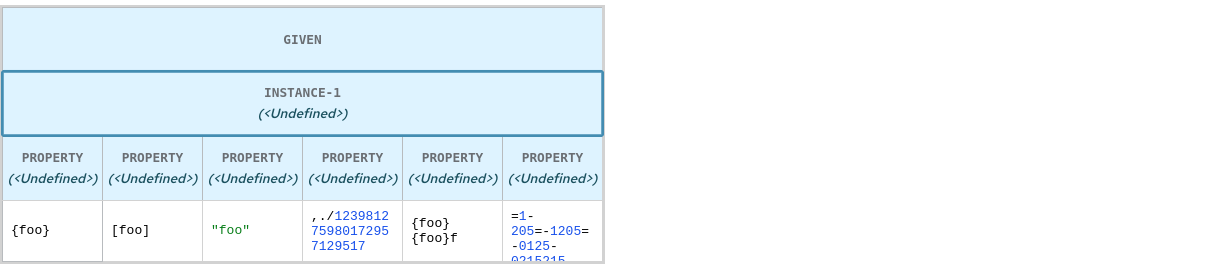 GIVEN
INSTANCE-1
(<Undefined>)
PROPERTY PROPERTY PROPERTY PROPERTY PROPERTY PROPERTY
(<Undefined>) (<Undefined>) (<Undefined>) (<Undefined>) (<Undefined>) (<Undefined>)
{foo}
[foo]
"foo"
,./1239812
7598017295
7129517
{foo}
{foo}f
=1-
205=-1205=
-0125-
0215215